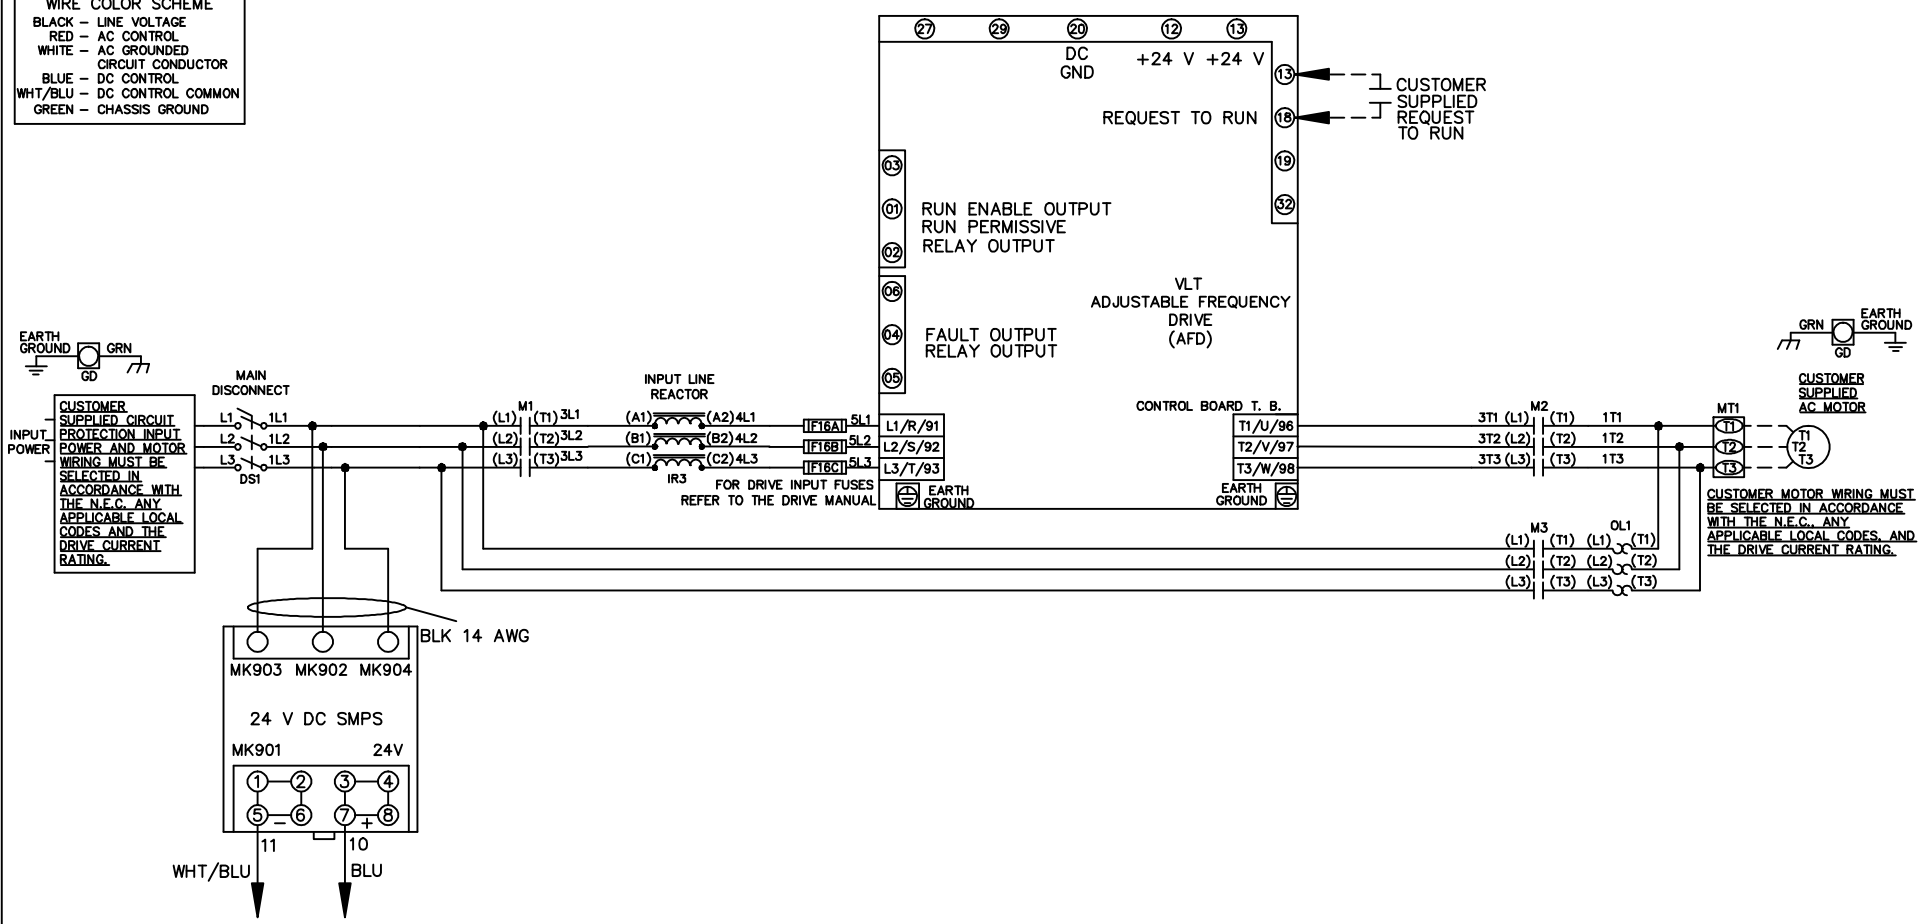 WIRE COLOR SCHEME
BLACK – LINE VOLTAGE
RED – AC CONTROL
WHITE – AC GROUNDED
CIRCUIT CONDUCTOR
BLUE – DC CONTROL
WHT/BLU – DC CONTROL COMMON
GREEN – CHASSIS GROUND
27 29 20 12 13
DC
GND
+24 V +24 V
13
REQUEST TO RUN 18
19
32
CUSTOMER
SUPPLIED
REQUEST
TO RUN
03
01
02
RUN ENABLE OUTPUT
RUN PERMISSIVE
RELAY OUTPUT
06
04
05
FAULT OUTPUT
RELAY OUTPUT
VLT
ADJUSTABLE FREQUENCY
DRIVE
(AFD)
EARTH
GROUND
GRN
GD
INPUT
POWER
CUSTOMER
SUPPLIED CIRCUIT
PROTECTION INPUT
POWER AND MOTOR
WIRING MUST BE
SELECTED IN
ACCORDANCE WITH
THE N.E.C. ANY
APPLICABLE LOCAL
CODES AND THE
DRIVE CURRENT
RATING.
MAIN
DISCONNECT
L1 1L1
L2 1L2
L3 1L3
DS1
M1
(L1) (T1) 3L1
(L2) (T2) 3L2
(L3) (T3) 3L3
INPUT LINE
REACTOR
(A1) (A2) 4L1
(B1) (B2) 4L2
(C1) (C2) 4L3
IR3
F16A 5L1
F16B 5L2
F16C 5L3
FOR DRIVE INPUT FUSES
REFER TO THE DRIVE MANUAL
L1/R/91
L2/S/92
L3/T/93
EARTH
GROUND
CONTROL BOARD T. B.
T1/U/96
T2/V/97
T3/W/98
EARTH
GROUND
M2
3T1 (L1) (T1) 1T1
3T2 (L2) (T2) 1T2
3T3 (L3) (T3) 1T3
MT1
T1
T2
T3
T1
T2
T3
GRN
EARTH
GROUND
GD
CUSTOMER
SUPPLIED
AC MOTOR
CUSTOMER MOTOR WIRING MUST
BE SELECTED IN ACCORDANCE
WITH THE N.E.C., ANY
APPLICABLE LOCAL CODES, AND
THE DRIVE CURRENT RATING.
M3 OL1
(L1) (T1) (L1) (T1)
(L2) (T2) (L2) (T2)
(L3) (T3) (L3) (T3)
BLK 14 AWG
MK903 MK902 MK904
24 V DC SMPS
MK901 24V
1 2 3 4
5 6 7 8
– +
11 10
WHT/BLU BLU